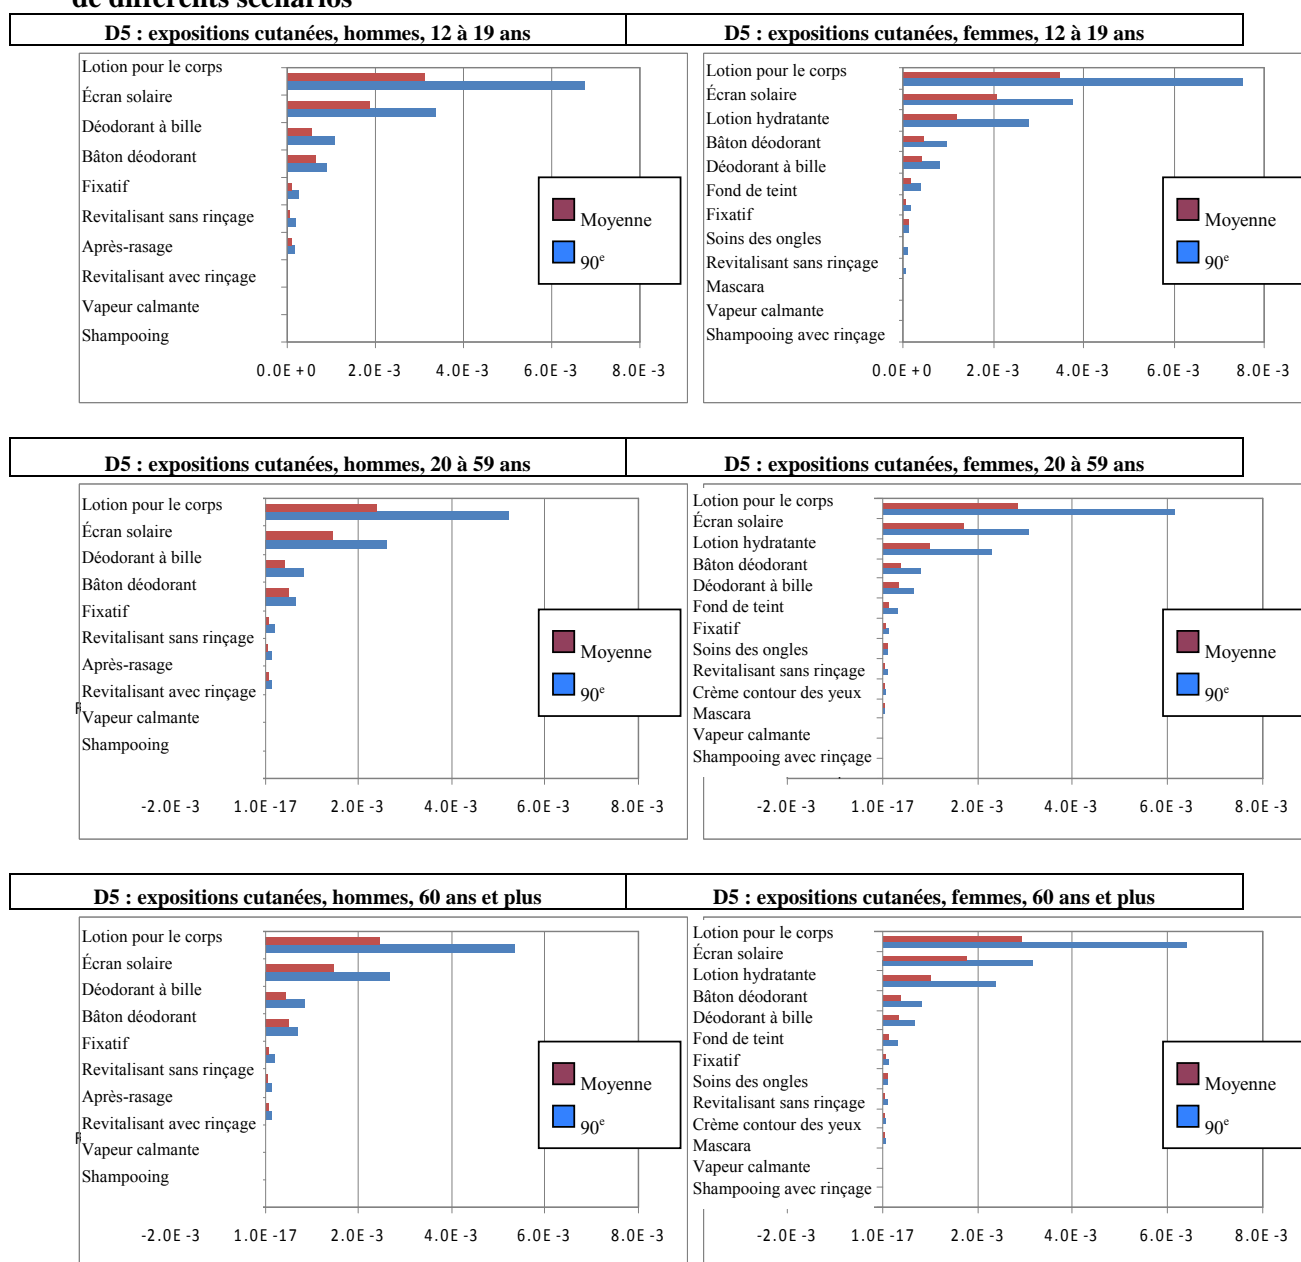 de différents scénarios
D5 : expositions cutanées, hommes, 12 à 19 ans
Lotion pour le corps
Écran solaire
Déodorant à bille
Bâton déodorant
Fixatif
Revitalisant sans rinçage
Après-rasage
Revitalisant avec rinçage
Vapeur calmante
Shampooing
Moyenne
90e
0.0E+0 2.0E-3 4.0E-3 6.0E-3 8.0E-3
D5 : expositions cutanées, femmes, 12 à 19 ans
Lotion pour le corps
Écran solaire
Lotion hydratante
Bâton déodorant
Déodorant à bille
Fond de teint
Fixatif
Soins des ongles
Revitalisant sans rinçage
Mascara
Vapeur calmante
Shampooing avec rinçage
Moyenne
90e
0.0E+0 2.0E-3 4.0E-3 6.0E-3 8.0E-3
D5 : expositions cutanées, hommes, 20 à 59 ans
Lotion pour le corps
Écran solaire
Déodorant à bille
Bâton déodorant
Fixatif
Revitalisant sans rinçage
Après-rasage
Revitalisant avec rinçage
Vapeur calmante
Shampooing
Moyenne
90e
-2.0E-3 1.0E-17 2.0E-3 4.0E-3 6.0E-3 8.0E-3
D5 : expositions cutanées, femmes, 20 à 59 ans
Lotion pour le corps
Écran solaire
Lotion hydratante
Bâton déodorant
Déodorant à bille
Fond de teint
Fixatif
Soins des ongles
Revitalisant sans rinçage
Crème contour des yeux
Mascara
Vapeur calmante
Shampooing avec rinçage
Moyenne
90e
-2.0E-3 1.0E-17 2.0E-3 4.0E-3 6.0E-3 8.0E-3
D5 : expositions cutanées, hommes, 60 ans et plus
Lotion pour le corps
Écran solaire
Déodorant à bille
Bâton déodorant
Fixatif
Revitalisant sans rinçage
Après-rasage
Revitalisant avec rinçage
Vapeur calmante
Shampooing
Moyenne
90e
-2.0E-3 1.0E-17 2.0E-3 4.0E-3 6.0E-3 8.0E-3
D5 : expositions cutanées, femmes, 60 ans et plus
Lotion pour le corps
Écran solaire
Lotion hydratante
Bâton déodorant
Déodorant à bille
Fond de teint
Fixatif
Soins des ongles
Revitalisant sans rinçage
Crème contour des yeux
Mascara
Vapeur calmante
Shampooing avec rinçage
Moyenne
90e
-2.0E-3 1.0E-17 2.0E-3 4.0E-3 6.0E-3 8.0E-3